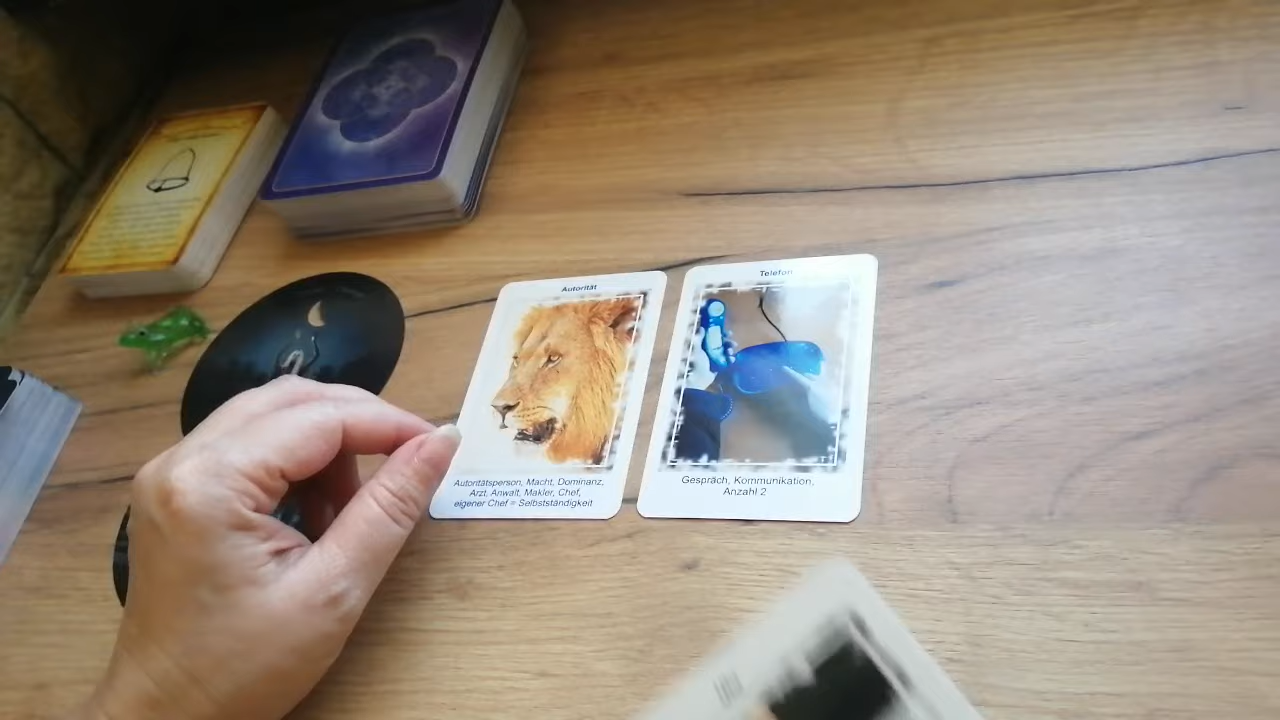 Autorität
Autoritätsperson, Macht, Dominanz,
Arzt, Anwalt, Makler, Chef,
eigener Chef = Selbstständigkeit
Telefon
Gespräch, Kommunikation,
Anzahl 2